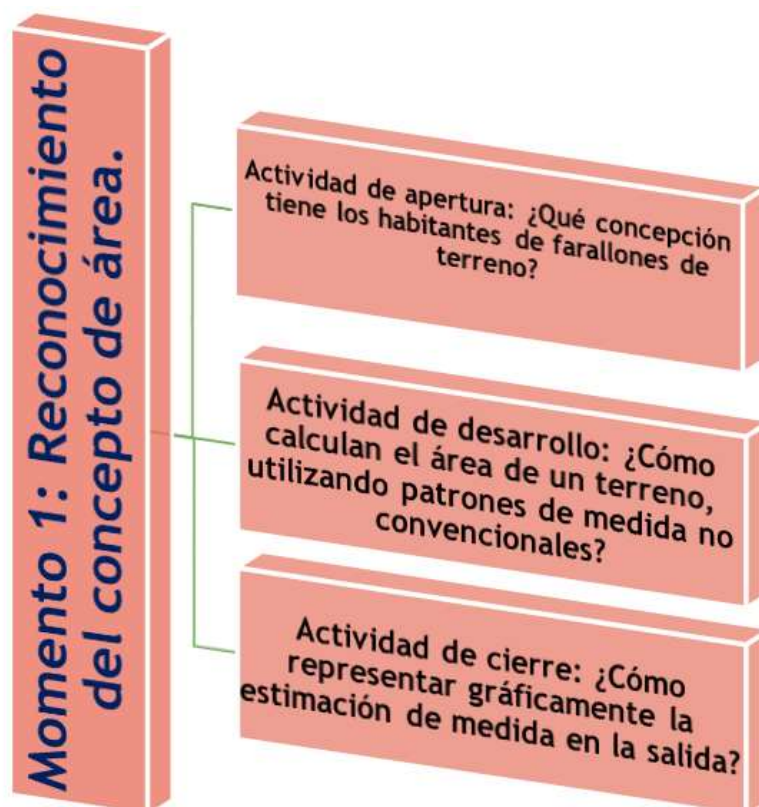 Momento 1: Reconocimiento
del concepto de área.
Actividad de apertura: ¿Qué concepción
tiene los habitantes de farallones de
terreno?
Actividad de desarrollo: ¿Cómo
calculan el área de un terreno,
utilizando patrones de medida no
convencionales?
Actividad de cierre: ¿Cómo
representar gráficamente la
estimación de medida en la salida?